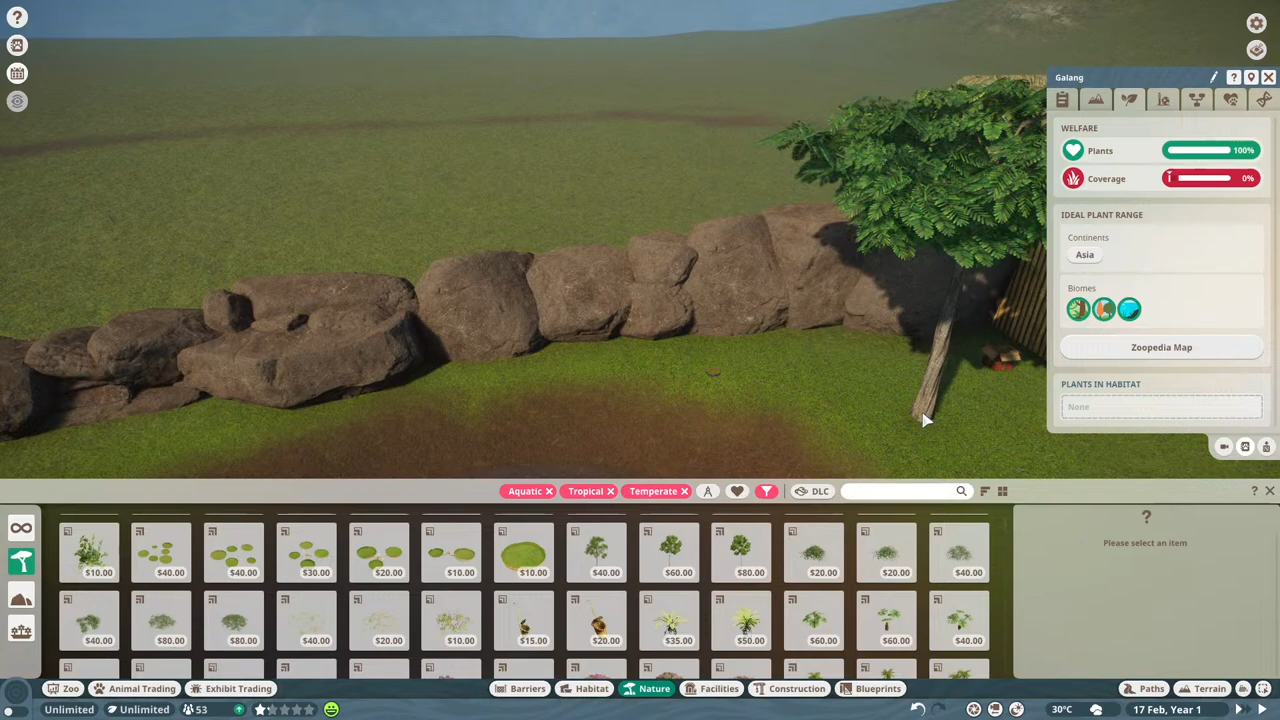 Galang
WELFARE
Plants 100%
Coverage 0%
IDEAL PLANT RANGE
Continents
Asia
Biomes
Zoopedia Map
PLANTS IN HABITAT
None
Aquatic Tropical Temperate DLC
$10.00 $40.00 $40.00 $30.00 $20.00 $10.00 $10.00 $40.00 $60.00 $80.00 $20.00 $20.00 $40.00
$40.00 $80.00 $80.00 $40.00 $20.00 $10.00 $15.00 $20.00 $35.00 $50.00 $60.00 $60.00 $40.00
?
Please select an item
Zoo Animal Trading Exhibit Trading Barriers Habitat Nature Facilities Construction Blueprints Paths Terrain
Unlimited Unlimited 53 30°C 17 Feb, Year 1